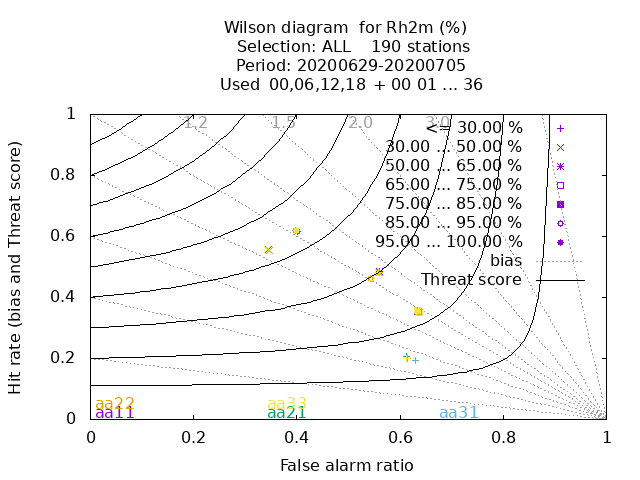 Wilson diagram  for Rh2m (%)
Selection: ALL    190 stations
Period: 20200629-20200705
Used  00,06,12,18  + 00 01 ... 36
Hit rate (bias and Threat score)
1
0.8
0.6
0.4
0.2
0
1.2
1.5
2.0
3.0
<= 30.00 %
30.00 ... 50.00 %
50.00 ... 65.00 %
65.00 ... 75.00 %
75.00 ... 85.00 %
85.00 ... 95.00 %
95.00 ... 100.00 %
bias
Threat score
aa22
aa33
aa11
aa21
aa31
0
0.2
0.4
0.6
0.8
1
False alarm ratio